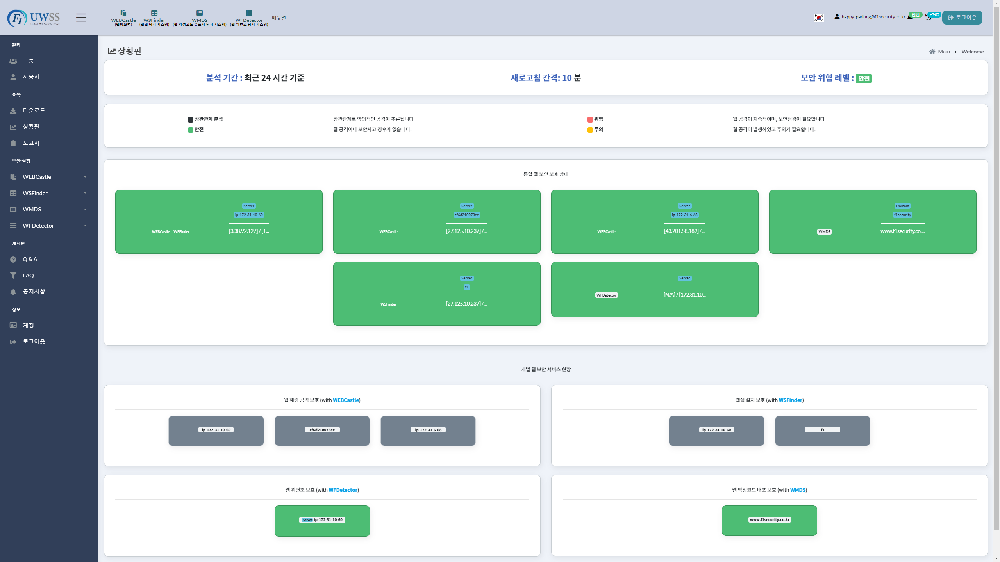 F1 UWSS
Unified Web Security Service
WEBCastle
(웹방화벽)
WSFinder
(웹쉘 탐지 시스템)
WMDS
(웹 악성코드 유포지 탐지 시스템)
WFDetector
(웹 위변조 탐지 시스템)
메뉴얼
happy_parking@f1security.co.kr
안전
+5:00
로그아웃
관리
그룹
사용자
요약
다운로드
상황판
보고서
보안 설정
WEBCastle
WSFinder
WMDS
WFDetector
게시판
Q & A
FAQ
공지사항
정보
계정
로그아웃
상황판
Main > Welcome
분석 기간 : 최근 24 시간 기준
새로고침 간격: 10 분
보안 위협 레벨 : 안전
상관관계 분석 상관관계로 악의적인 공격이 추론됩니다
위험 웹 공격이 지속적이며, 보안점검이 필요합니다
안전 웹 공격이나 보안사고 징후가 없습니다.
주의 웹 공격이 발생하였고 주의가 필요합니다.
통합 웹 보안 보호 상태
WEBCastle WSFinder
Server
ip-172-31-10-60
[3.38.92.127] / [1...
WEBCastle
Server
cf6d210073ee
[27.125.10.237] / ...
WEBCastle
Server
ip-172-31-6-68
[43.201.58.189] / ...
WMDS
Domain
f1security
www.f1security.co....
WSFinder
Server
f1
[27.125.10.237] / ...
WFDetector
Server
[N/A] / [172.31.10...
개별 웹 보안 서비스 현황
웹 해킹 공격 보호 (with WEBCastle)
ip-172-31-10-60
cf6d210073ee
ip-172-31-6-68
웹쉘 설치 보호 (with WSFinder)
ip-172-31-10-60
f1
웹 위변조 보호 (with WFDetector)
Server ip-172-31-10-60
웹 악성코드 배포 보호 (with WMDS)
www.f1security.co.kr